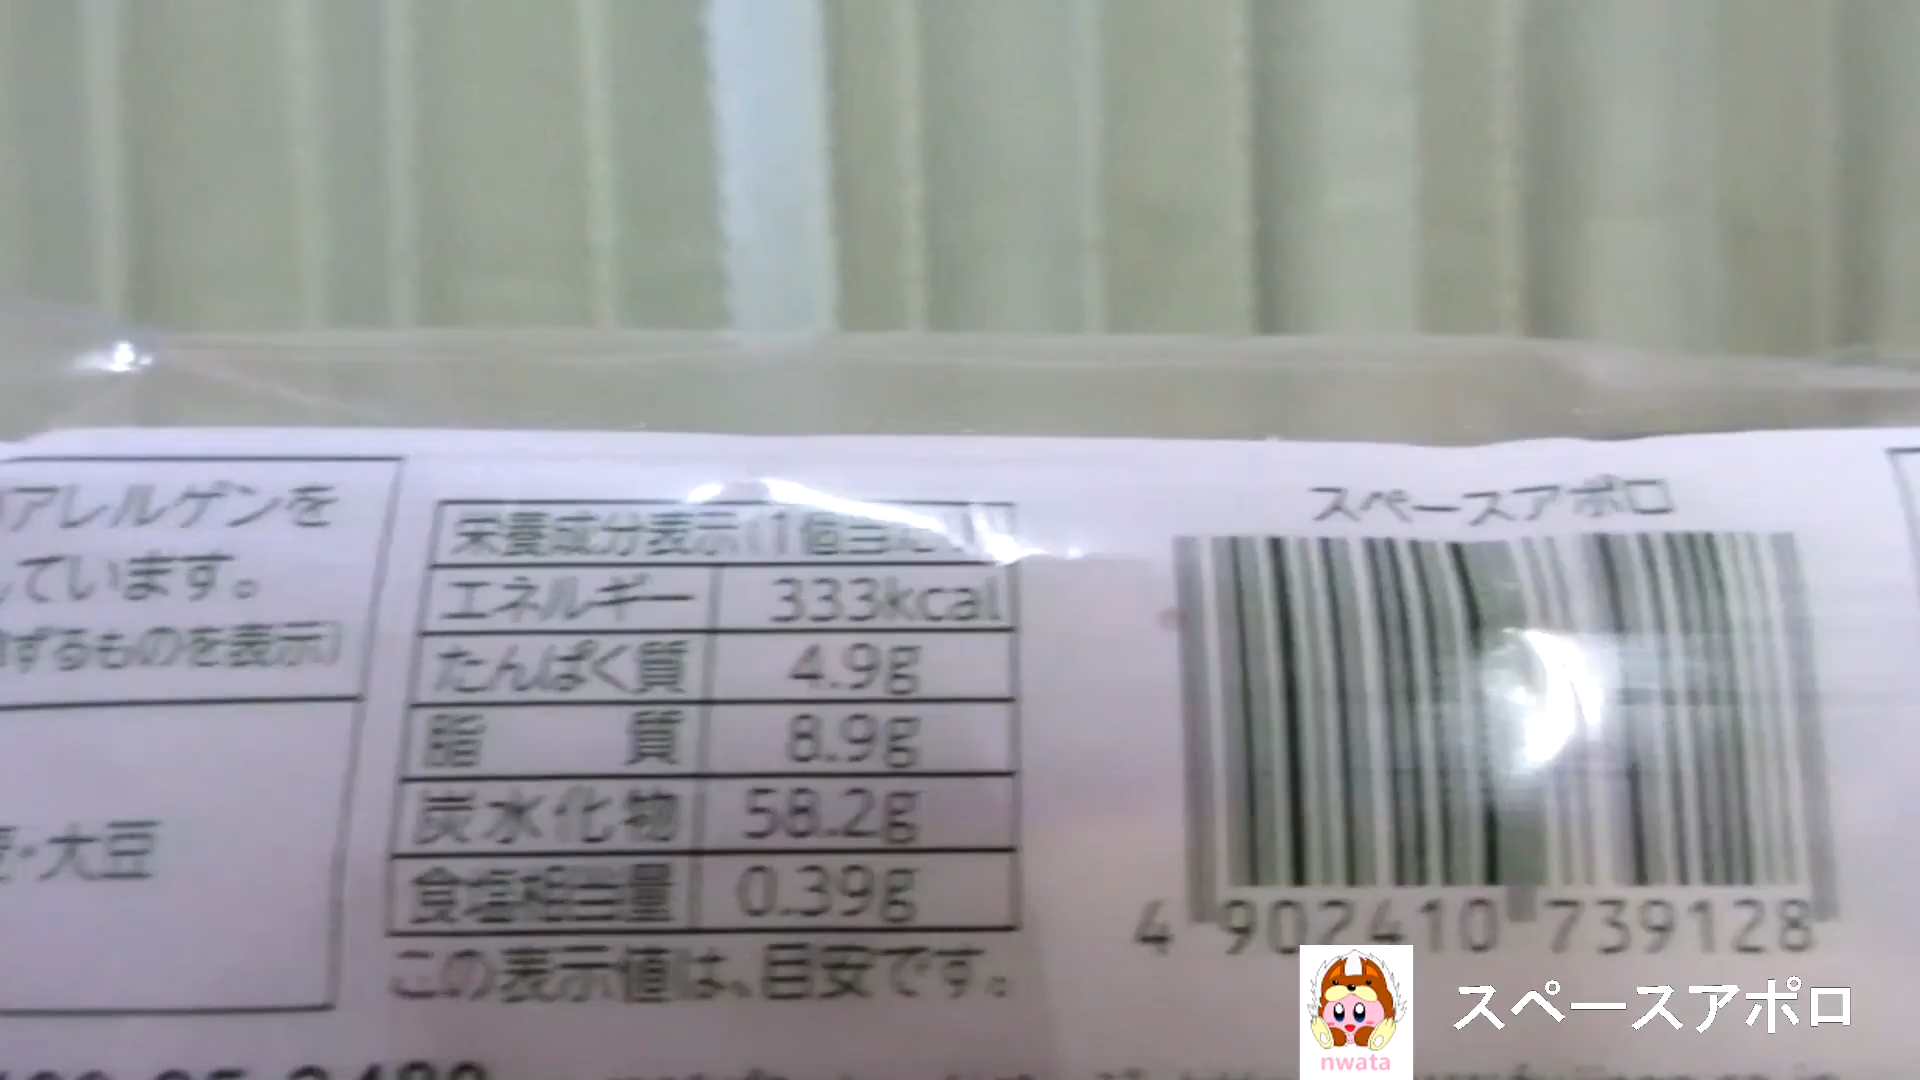 アレルゲンを
ています。
ずるものを表示)
・大豆
栄養成分表示(1個当たり)
エネルギー 333kcal
たんぱく質 4.9g
脂質 8.9g
炭水化物 58.2g
食塩相当量 0.39g
この表示値は、目安です。
スペースアポロ
4 902410 739128
nwata
スペースアポロ